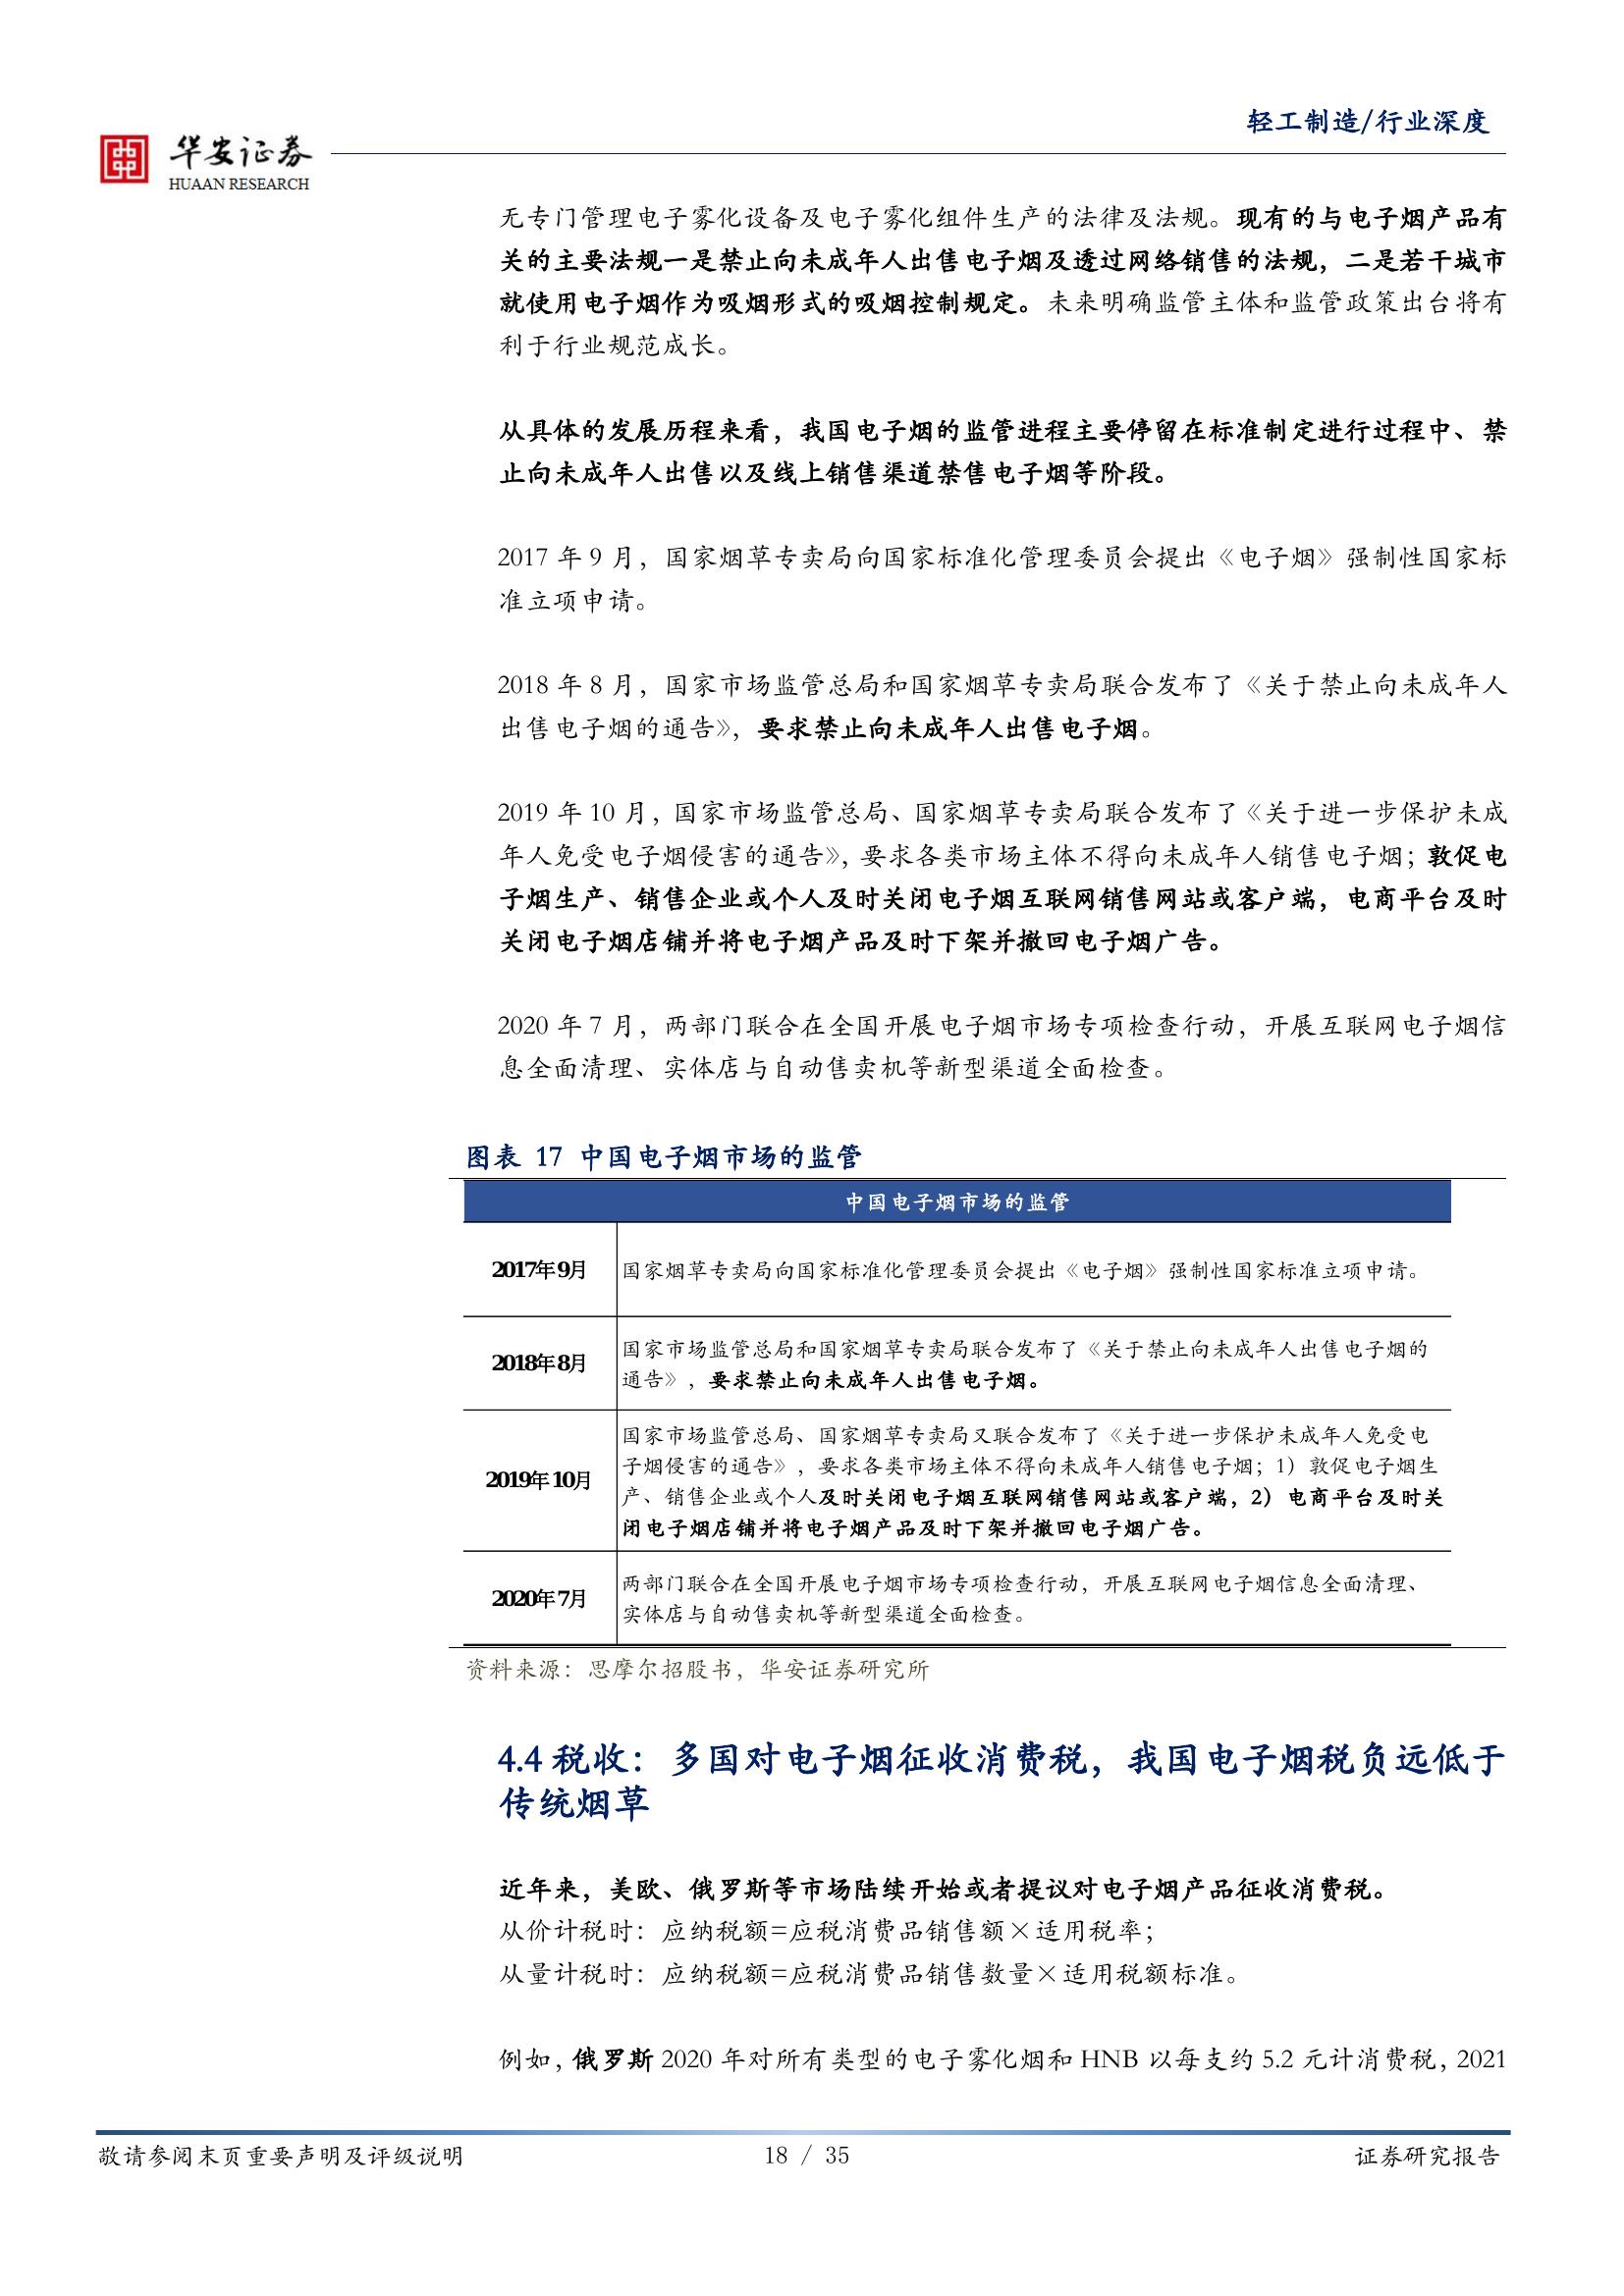 轻工制造/行业深度
华安证券
HUAAN RESEARCH
无专门管理电子雾化设备及电子雾化组件生产的法律及法规。现有的与电子烟产品有
关的主要法规一是禁止向未成年人出售电子烟及透过网络销售的法规，二是若干城市
就使用电子烟作为吸烟形式的吸烟控制规定。未来明确监管主体和监管政策出台将有
利于行业规范成长。
从具体的发展历程来看，我国电子烟的监管进程主要停留在标准制定进行过程中、禁
止向未成年人出售以及线上销售渠道禁售电子烟等阶段。
2017 年 9 月，国家烟草专卖局向国家标准化管理委员会提出《电子烟》强制性国家标
准立项申请。
2018 年 8 月，国家市场监管总局和国家烟草专卖局联合发布了《关于禁止向未成年人
出售电子烟的通告》，要求禁止向未成年人出售电子烟。
2019 年 10 月，国家市场监管总局、国家烟草专卖局联合发布了《关于进一步保护未成
年人免受电子烟侵害的通告》，要求各类市场主体不得向未成年人销售电子烟；敦促电
子烟生产、销售企业或个人及时关闭电子烟互联网销售网站或客户端，电商平台及时
关闭电子烟店铺并将电子烟产品及时下架并撤回电子烟广告。
2020 年 7 月，两部门联合在全国开展电子烟市场专项检查行动，开展互联网电子烟信
息全面清理、实体店与自动售卖机等新型渠道全面检查。
图表 17 中国电子烟市场的监管
中国电子烟市场的监管
2017年9月
国家烟草专卖局向国家标准化管理委员会提出《电子烟》强制性国家标准立项申请。
2018年8月
国家市场监管总局和国家烟草专卖局联合发布了《关于禁止向未成年人出售电子烟的
通告》，要求禁止向未成年人出售电子烟。
2019年10月
国家市场监管总局、国家烟草专卖局又联合发布了《关于进一步保护未成年人免受电
子烟侵害的通告》，要求各类市场主体不得向未成年人销售电子烟；1）敦促电子烟生
产、销售企业或个人及时关闭电子烟互联网销售网站或客户端，2）电商平台及时关
闭电子烟店铺并将电子烟产品及时下架并撤回电子烟广告。
2020年7月
两部门联合在全国开展电子烟市场专项检查行动，开展互联网电子烟信息全面清理、
实体店与自动售卖机等新型渠道全面检查。
资料来源：思摩尔招股书，华安证券研究所
4.4 税收：多国对电子烟征收消费税，我国电子烟税负远低于
传统烟草
近年来，美欧、俄罗斯等市场陆续开始或者提议对电子烟产品征收消费税。
从价计税时：应纳税额=应税消费品销售额×适用税率；
从量计税时：应纳税额=应税消费品销售数量×适用税额标准。
例如，俄罗斯 2020 年对所有类型的电子雾化烟和 HNB 以每支约 5.2 元计消费税，2021
敬请参阅末页重要声明及评级说明
18 / 35
证券研究报告